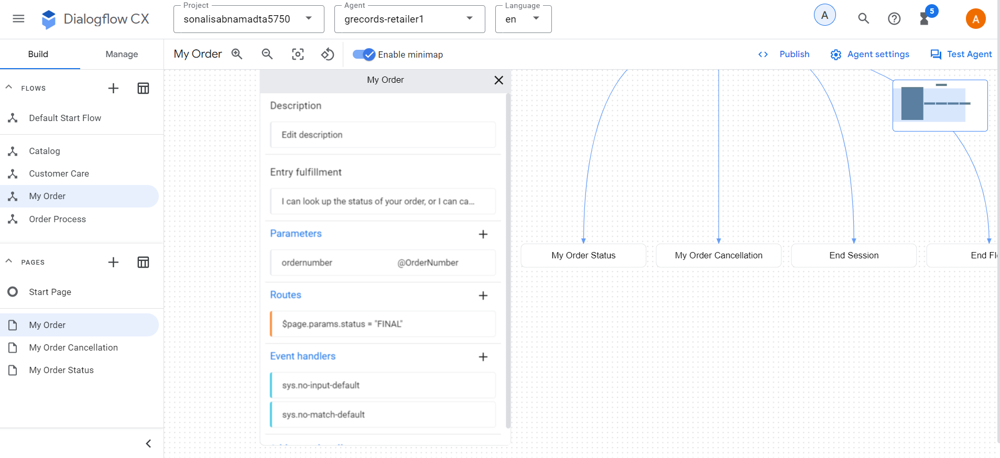 Dialogflow CX
Project
sonalisabnamadta5750
Agent
grecords-retailer1
Language
en
A
5
A
Build
Manage
My Order
Enable minimap
Publish
Agent settings
Test Agent
FLOWS
Default Start Flow
Catalog
Customer Care
My Order
Order Process
PAGES
Start Page
My Order
My Order Cancellation
My Order Status
My Order
Description
Edit description
Entry fulfillment
I can look up the status of your order, or I can ca...
Parameters
ordernumber @OrderNumber
Routes
$page.params.status = "FINAL"
Event handlers
sys.no-input-default
sys.no-match-default
My Order Status
My Order Cancellation
End Session
End